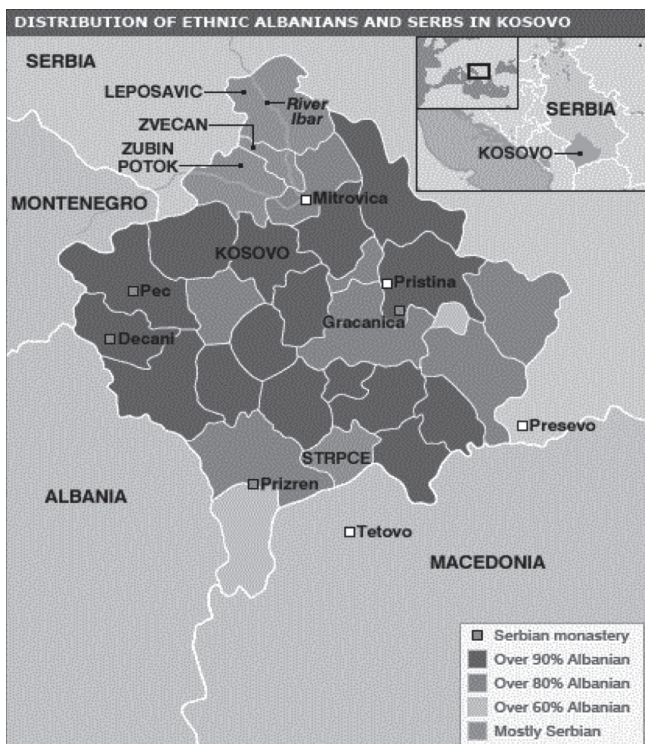 DISTRIBUTION OF ETHNIC ALBANIANS AND SERBS IN KOSOVO
SERBIA
LEPOSAVIC
River
Ibar
ZVECAN
ZUBIN
POTOK
SERBIA
KOSOVO
MONTENEGRO
Mitrovica
KOSOVO
Pec
Pristina
Gracanica
Decani
Presevo
STRPCE
Prizren
ALBANIA
Tetovo
MACEDONIA
Serbian monastery
Over 90% Albanian
Over 80% Albanian
Over 60% Albanian
Mostly Serbian